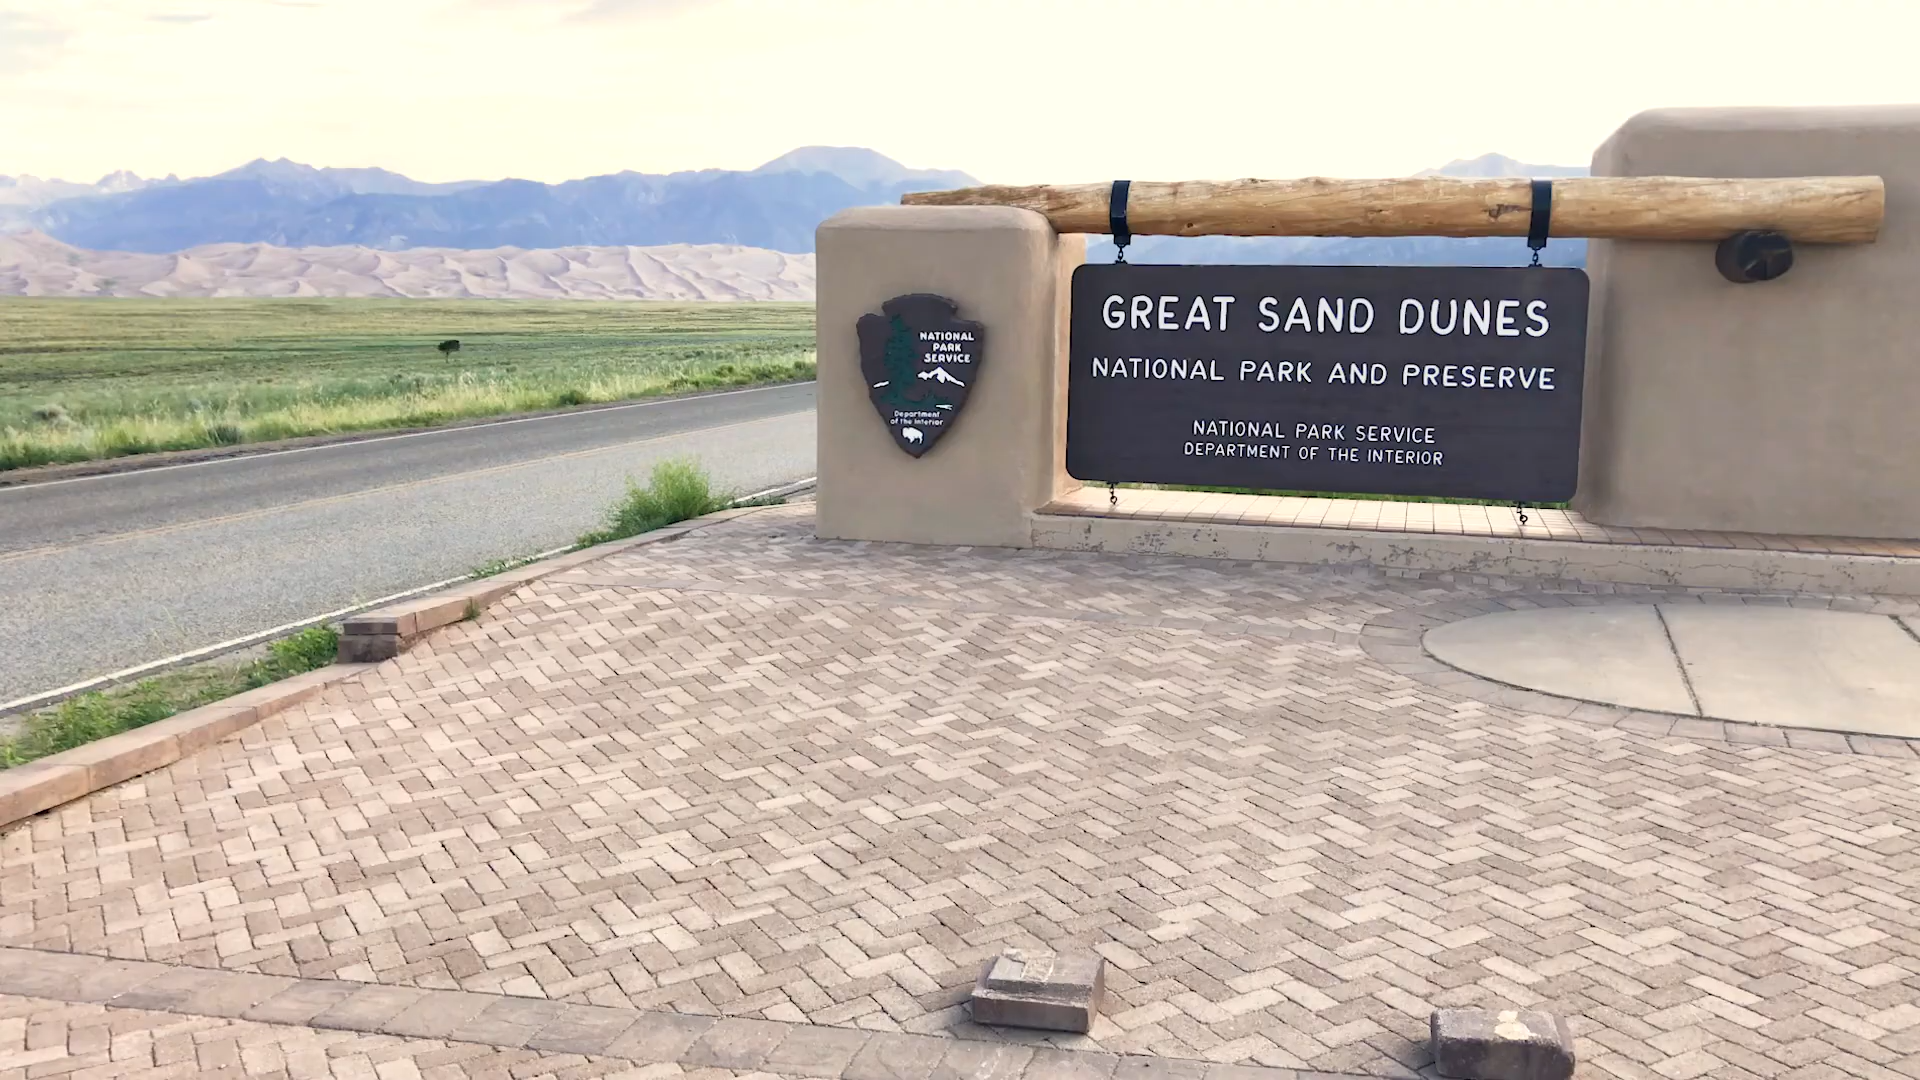 NATIONAL
PARK
SERVICE
Department
of the Interior
GREAT SAND DUNES
NATIONAL PARK AND PRESERVE
NATIONAL PARK SERVICE
DEPARTMENT OF THE INTERIOR